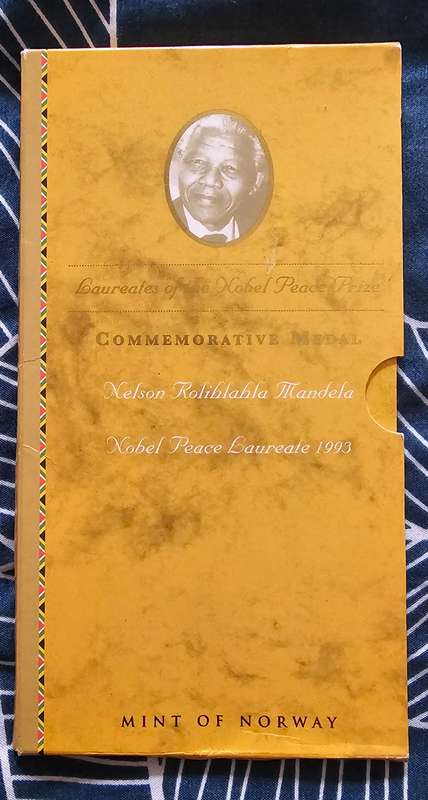 Laureates of the Nobel Peace Prize
COMMEMORATIVE MEDAL
Nelson Rolihlahla Mandela
Nobel Peace Laureate 1993
MINT OF NORWAY